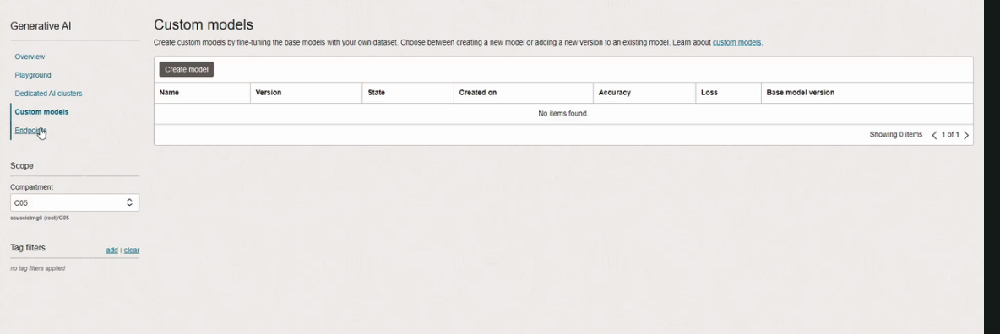 Generative AI
Overview
Playground
Dedicated AI clusters
Custom models
Endpoints
Scope
Compartment
C05
ocuocictrng6 (root)/C05
Tag filters
add | clear
no tag filters applied
Custom models
Create custom models by fine-tuning the base models with your own dataset. Choose between creating a new model or adding a new version to an existing model. Learn about custom models.
Create model
Name Version State Created on Accuracy Loss Base model version
No items found.
Showing 0 items 1 of 1